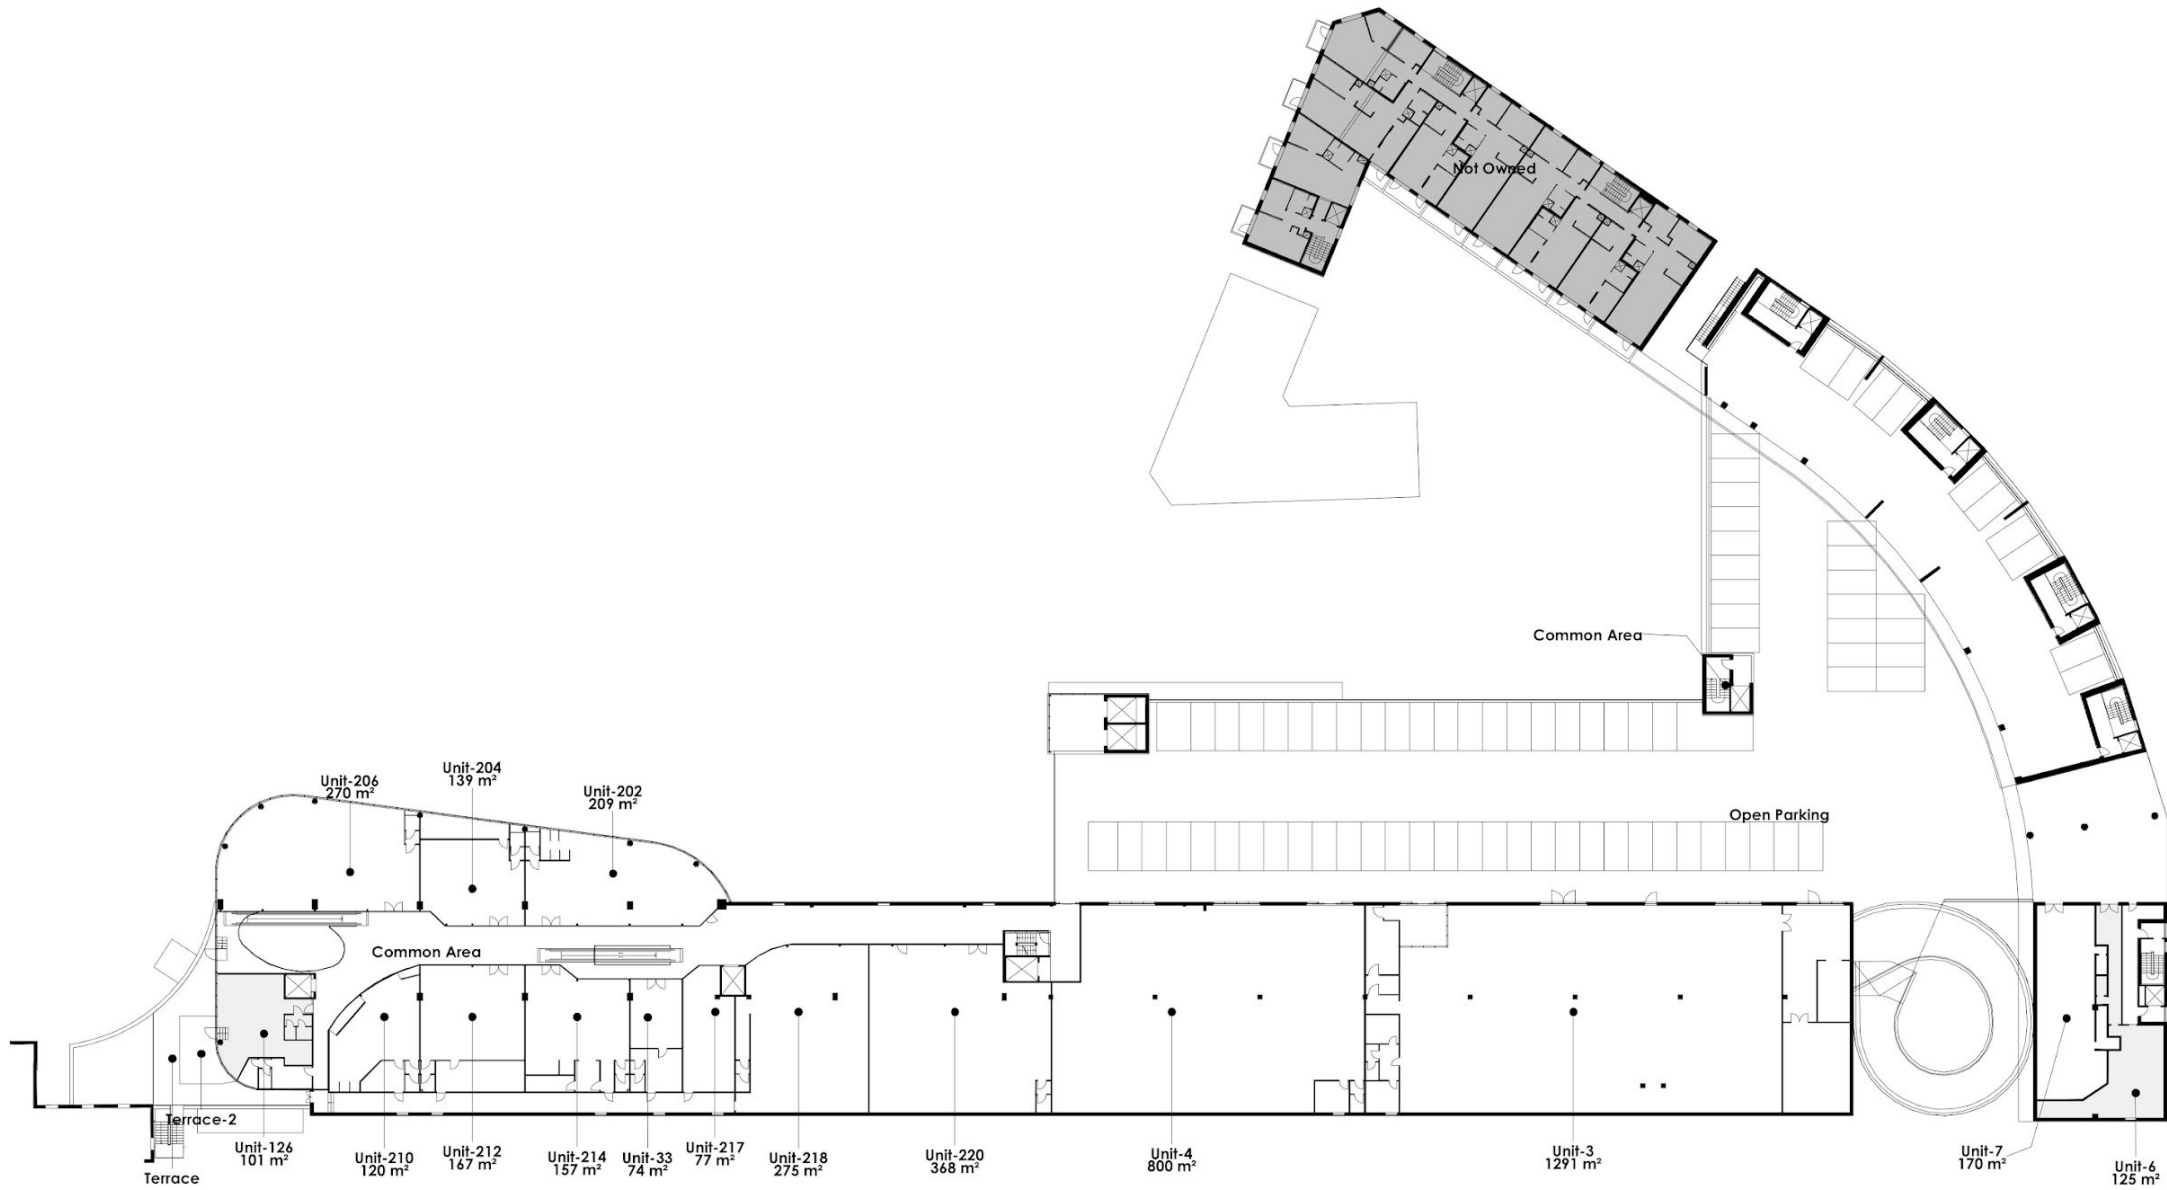 Not Owned
Common Area
Unit-206
270 m²
Unit-204
139 m²
Unit-202
209 m²
Open Parking
Common Area
Terrace-2
Terrace
Unit-126
101 m²
Unit-210
120 m²
Unit-212
167 m²
Unit-214
157 m²
Unit-33
74 m²
Unit-217
77 m²
Unit-218
275 m²
Unit-220
368 m²
Unit-4
800 m²
Unit-3
1291 m²
Unit-7
170 m²
Unit-6
125 m²